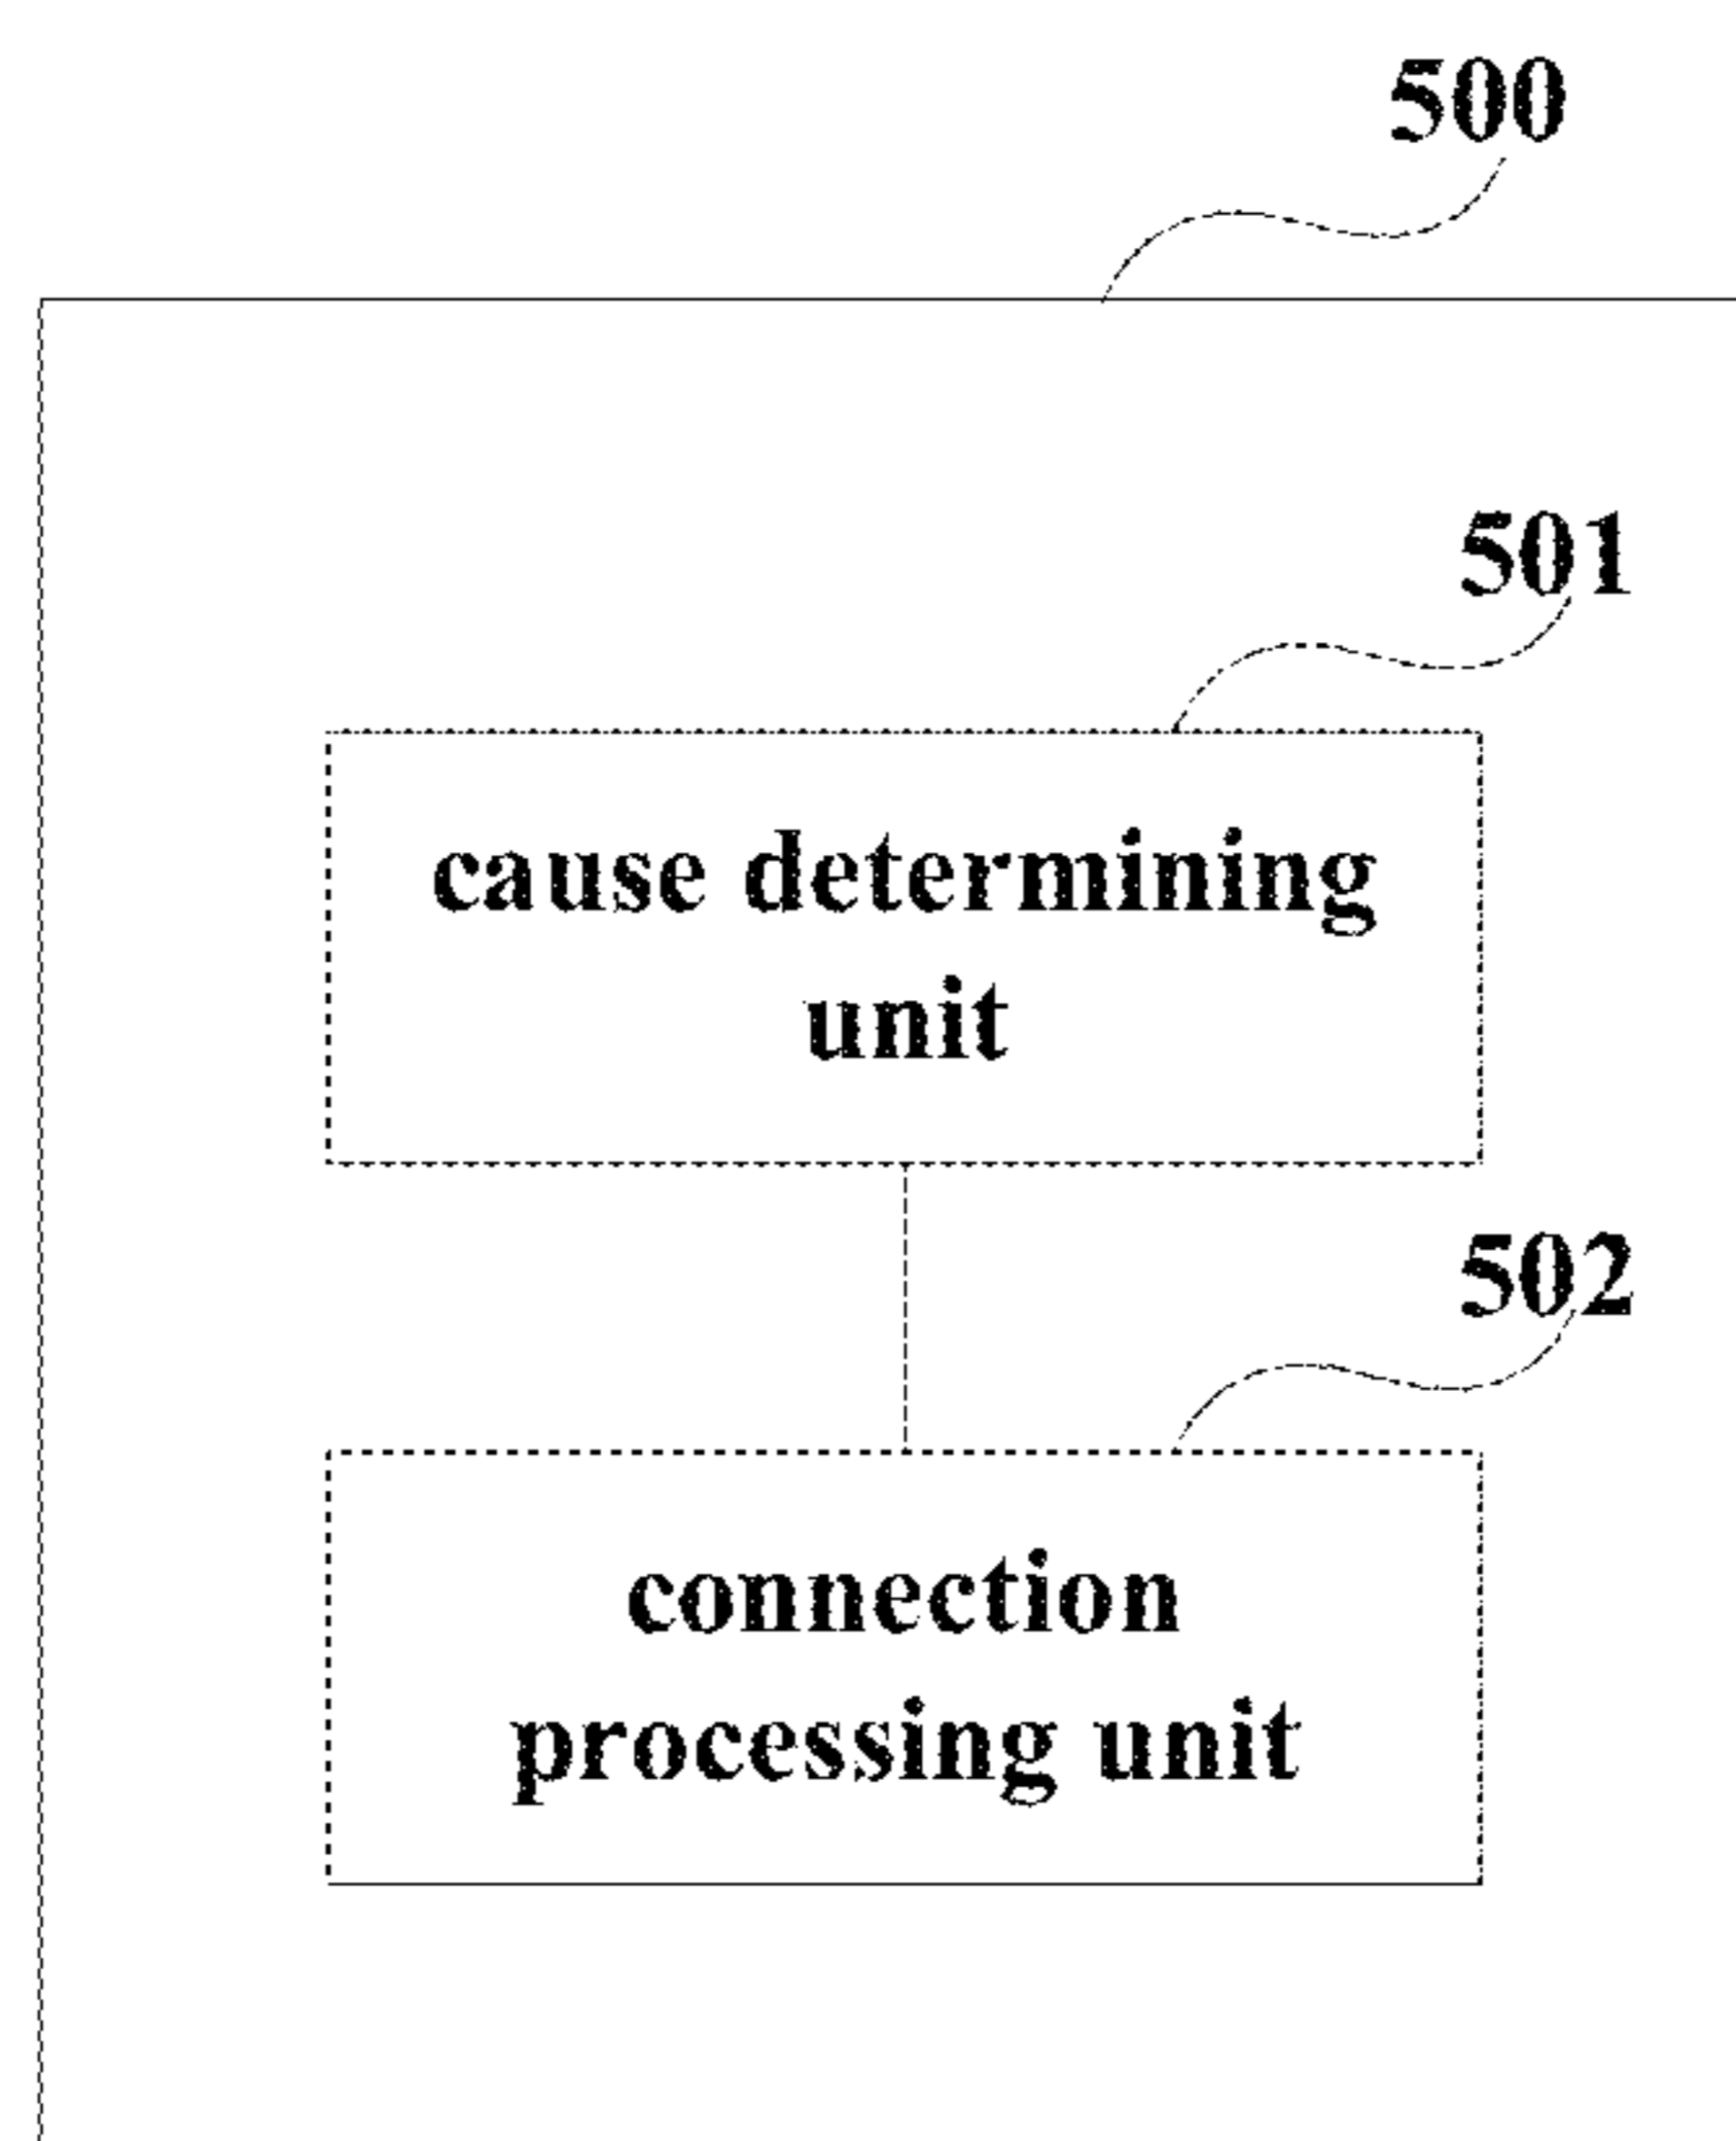 500
501
cause determining
unit
502
connection
processing unit